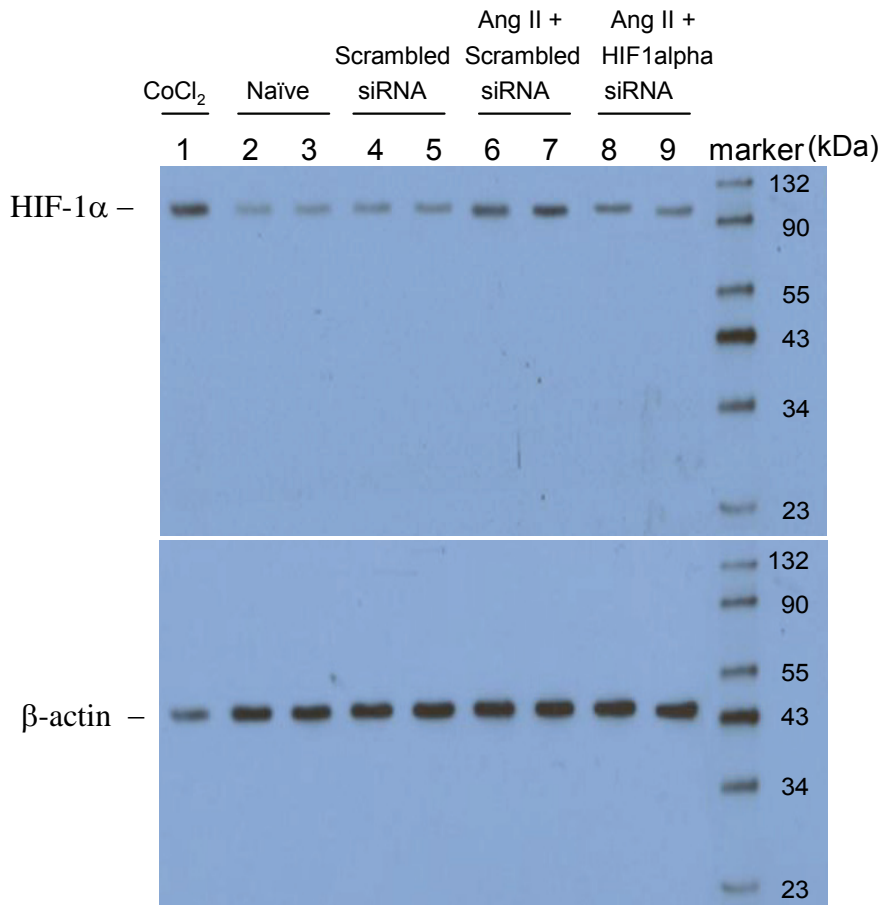 Ang II + Ang II +
Scrambled Scrambled HIF1alpha
CoCl₂ Naïve siRNA siRNA siRNA
1 2 3 4 5 6 7 8 9 marker (kDa)
132
HIF-1α –
90
55
43
34
23
132
90
55
β-actin – 43
34
23